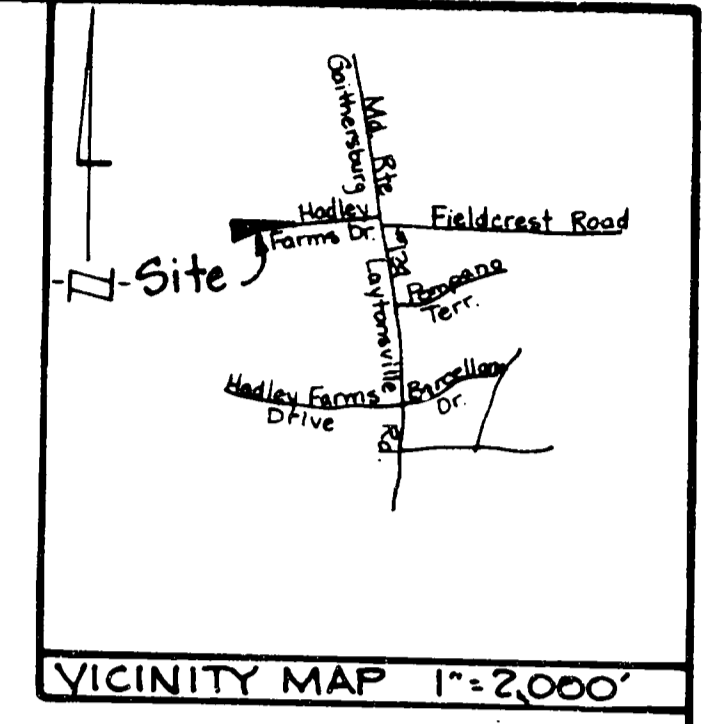 Gaithersburg
Md. Rte.
Hadley
Farms Dr.
Fieldcrest Road
124
Site
N
Laytonsville
Pompano
Terr.
Hadley Farms
Drive
Barcellona
Dr.
Rd.
VICINITY MAP 1"=2,000'